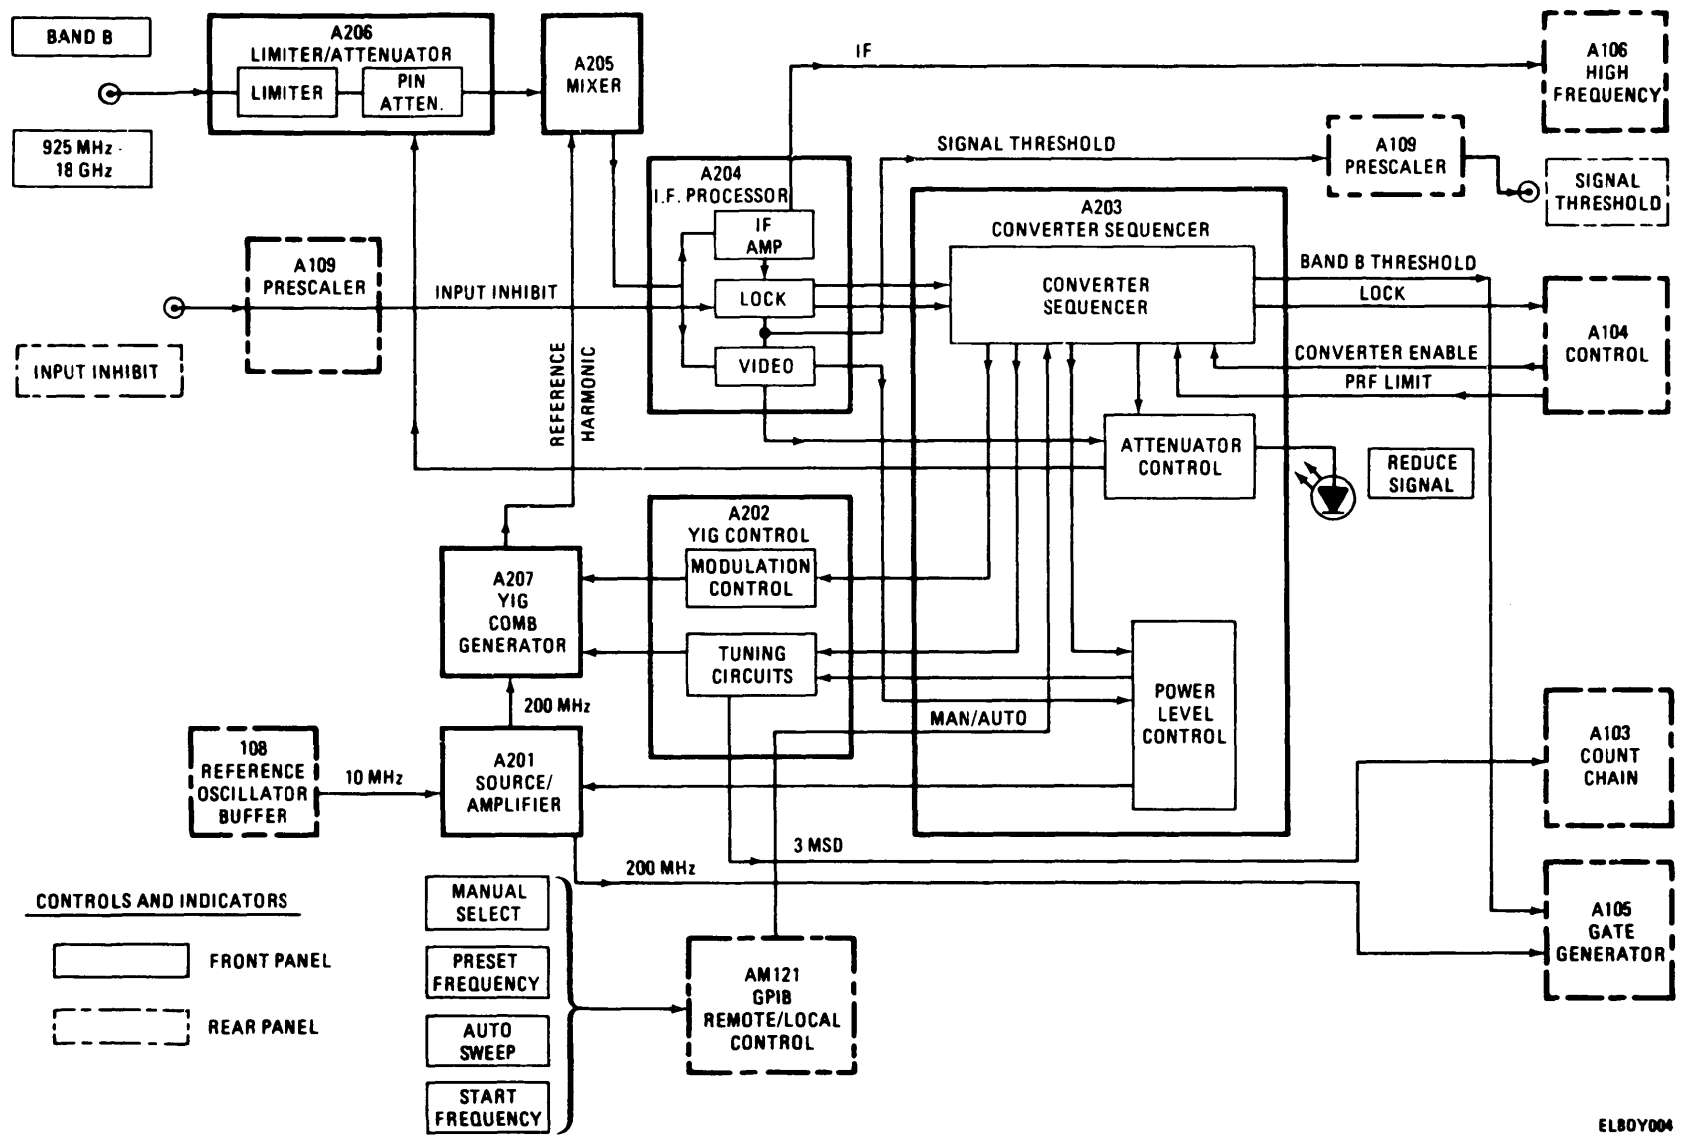 BAND B
925 MHz -
18 GHz
A206
LIMITER/ATTENUATOR
LIMITER
PIN
ATTEN.
A205
MIXER
IF
A106
HIGH
FREQUENCY
SIGNAL THRESHOLD
A109
PRESCALER
SIGNAL
THRESHOLD
A204
I.F. PROCESSOR
IF
AMP
LOCK
VIDEO
A203
CONVERTER SEQUENCER
CONVERTER
SEQUENCER
BAND B THRESHOLD
LOCK
CONVERTER ENABLE
PRF LIMIT
A104
CONTROL
A109
PRESCALER
INPUT INHIBIT
INPUT INHIBIT
REFERENCE
HARMONIC
ATTENUATOR
CONTROL
REDUCE
SIGNAL
A202
YIG CONTROL
MODULATION
CONTROL
TUNING
CIRCUITS
A207
YIG
COMB
GENERATOR
200 MHz
MAN/AUTO
POWER
LEVEL
CONTROL
108
REFERENCE
OSCILLATOR
BUFFER
10 MHz
A201
SOURCE/
AMPLIFIER
A103
COUNT
CHAIN
3 MSD
200 MHz
A105
GATE
GENERATOR
CONTROLS AND INDICATORS
FRONT PANEL
REAR PANEL
MANUAL
SELECT
PRESET
FREQUENCY
AUTO
SWEEP
START
FREQUENCY
AM121
GPIB
REMOTE/LOCAL
CONTROL
ELBDY004